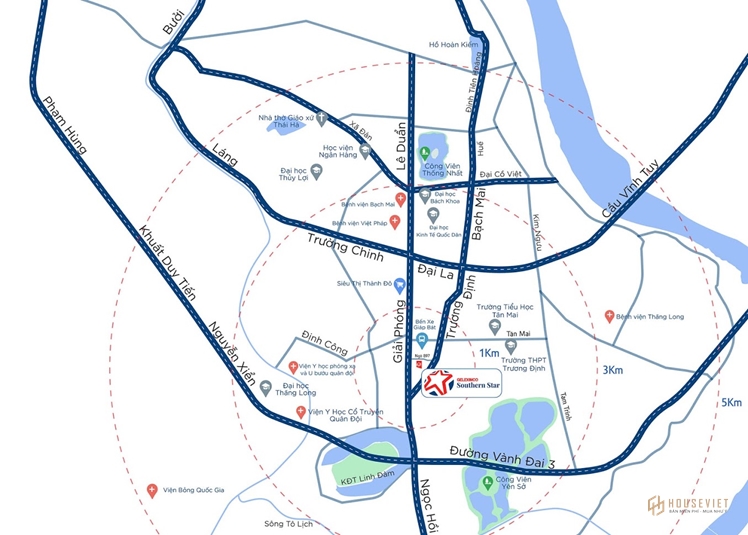 Bưởi
Hồ Hoàn Kiếm
Đinh Tiên Hoàng
Phạm Hùng
Nhà thờ Giáo xứ
Thái Hà
Xã Đàn
Lê Duẩn
Huế
Láng
Học viện
Ngân Hàng
Đại học
Thủy Lợi
Công Viên
Thống Nhất
Đại Cồ Việt
Cầu Vĩnh Tuy
Bệnh viện Bạch Mai
Đại học
Bách Khoa
Bạch Mai
Bệnh viện Việt Pháp
Đại học
Kinh Tế Quốc Dân
Kim Ngưu
Khuất Duy Tiến
Trường Chinh
Đại La
Siêu Thị Thành Đô
Trương Định
Giải Phóng
Trường Tiểu Học
Tân Mai
Bệnh viện Thăng Long
Bến Xe
Giáp Bát
Tan Mai
Nguyễn Xiển
Định Công
1Km
Trường THPT
Trương Định
3Km
5Km
Viện Y học phóng xạ
và U bướu quân đội
Đại học
Thăng Long
GELEXIMCO
Southern Star
Tam Trinh
Viện Y Học Cổ Truyền
Quân Đội
Đường Vành Đai 3
KĐT Linh Đàm
Công Viên
Yên Sở
Ngọc Hồi
Viện Bỏng Quốc Gia
Sông Tô Lịch
HOUSEVIET